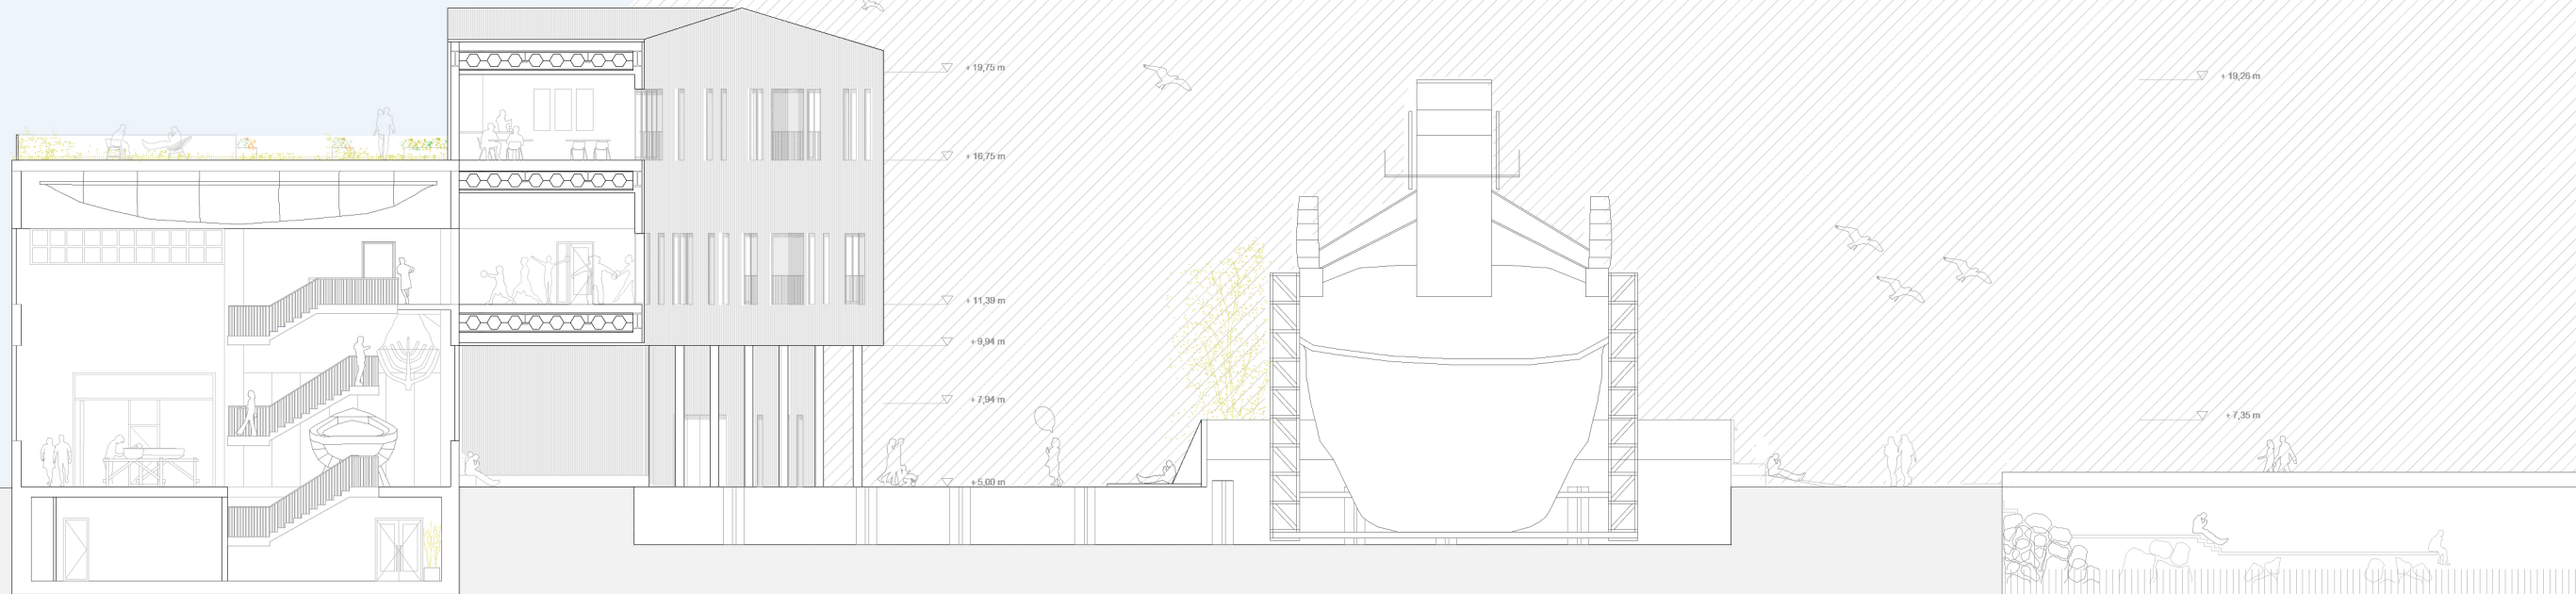 + 19,75 m
+ 16,75 m
+ 11,39 m
+ 9,94 m
+ 7,94 m
+ 5,00 m
+ 19,26 m
+ 7,35 m